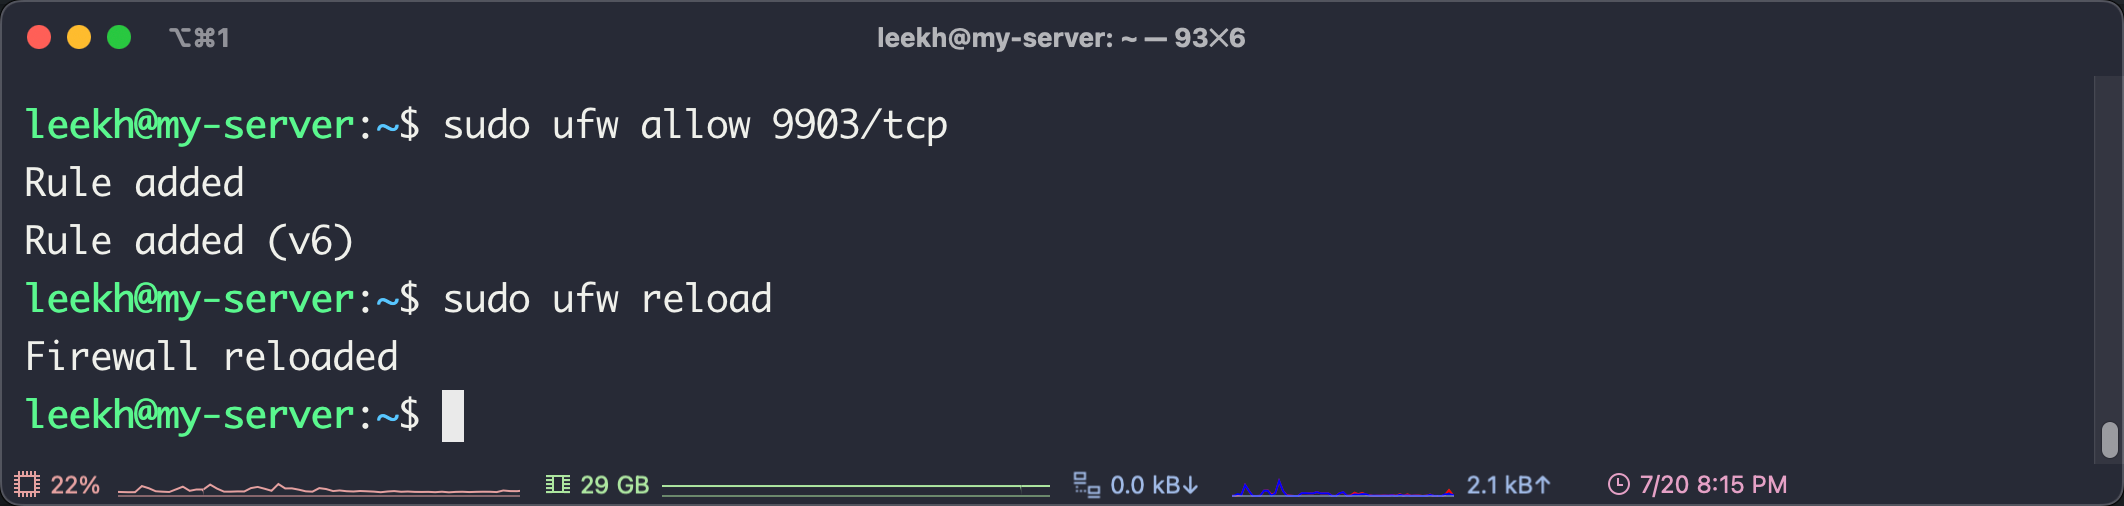 ⌥⌘1
leekh@my-server: ~ — 93×6
leekh@my-server:~$ sudo ufw allow 9903/tcp
Rule added
Rule added (v6)
leekh@my-server:~$ sudo ufw reload
Firewall reloaded
leekh@my-server:~$
22% 29 GB 0.0 kB↓ 2.1 kB↑ 7/20 8:15 PM